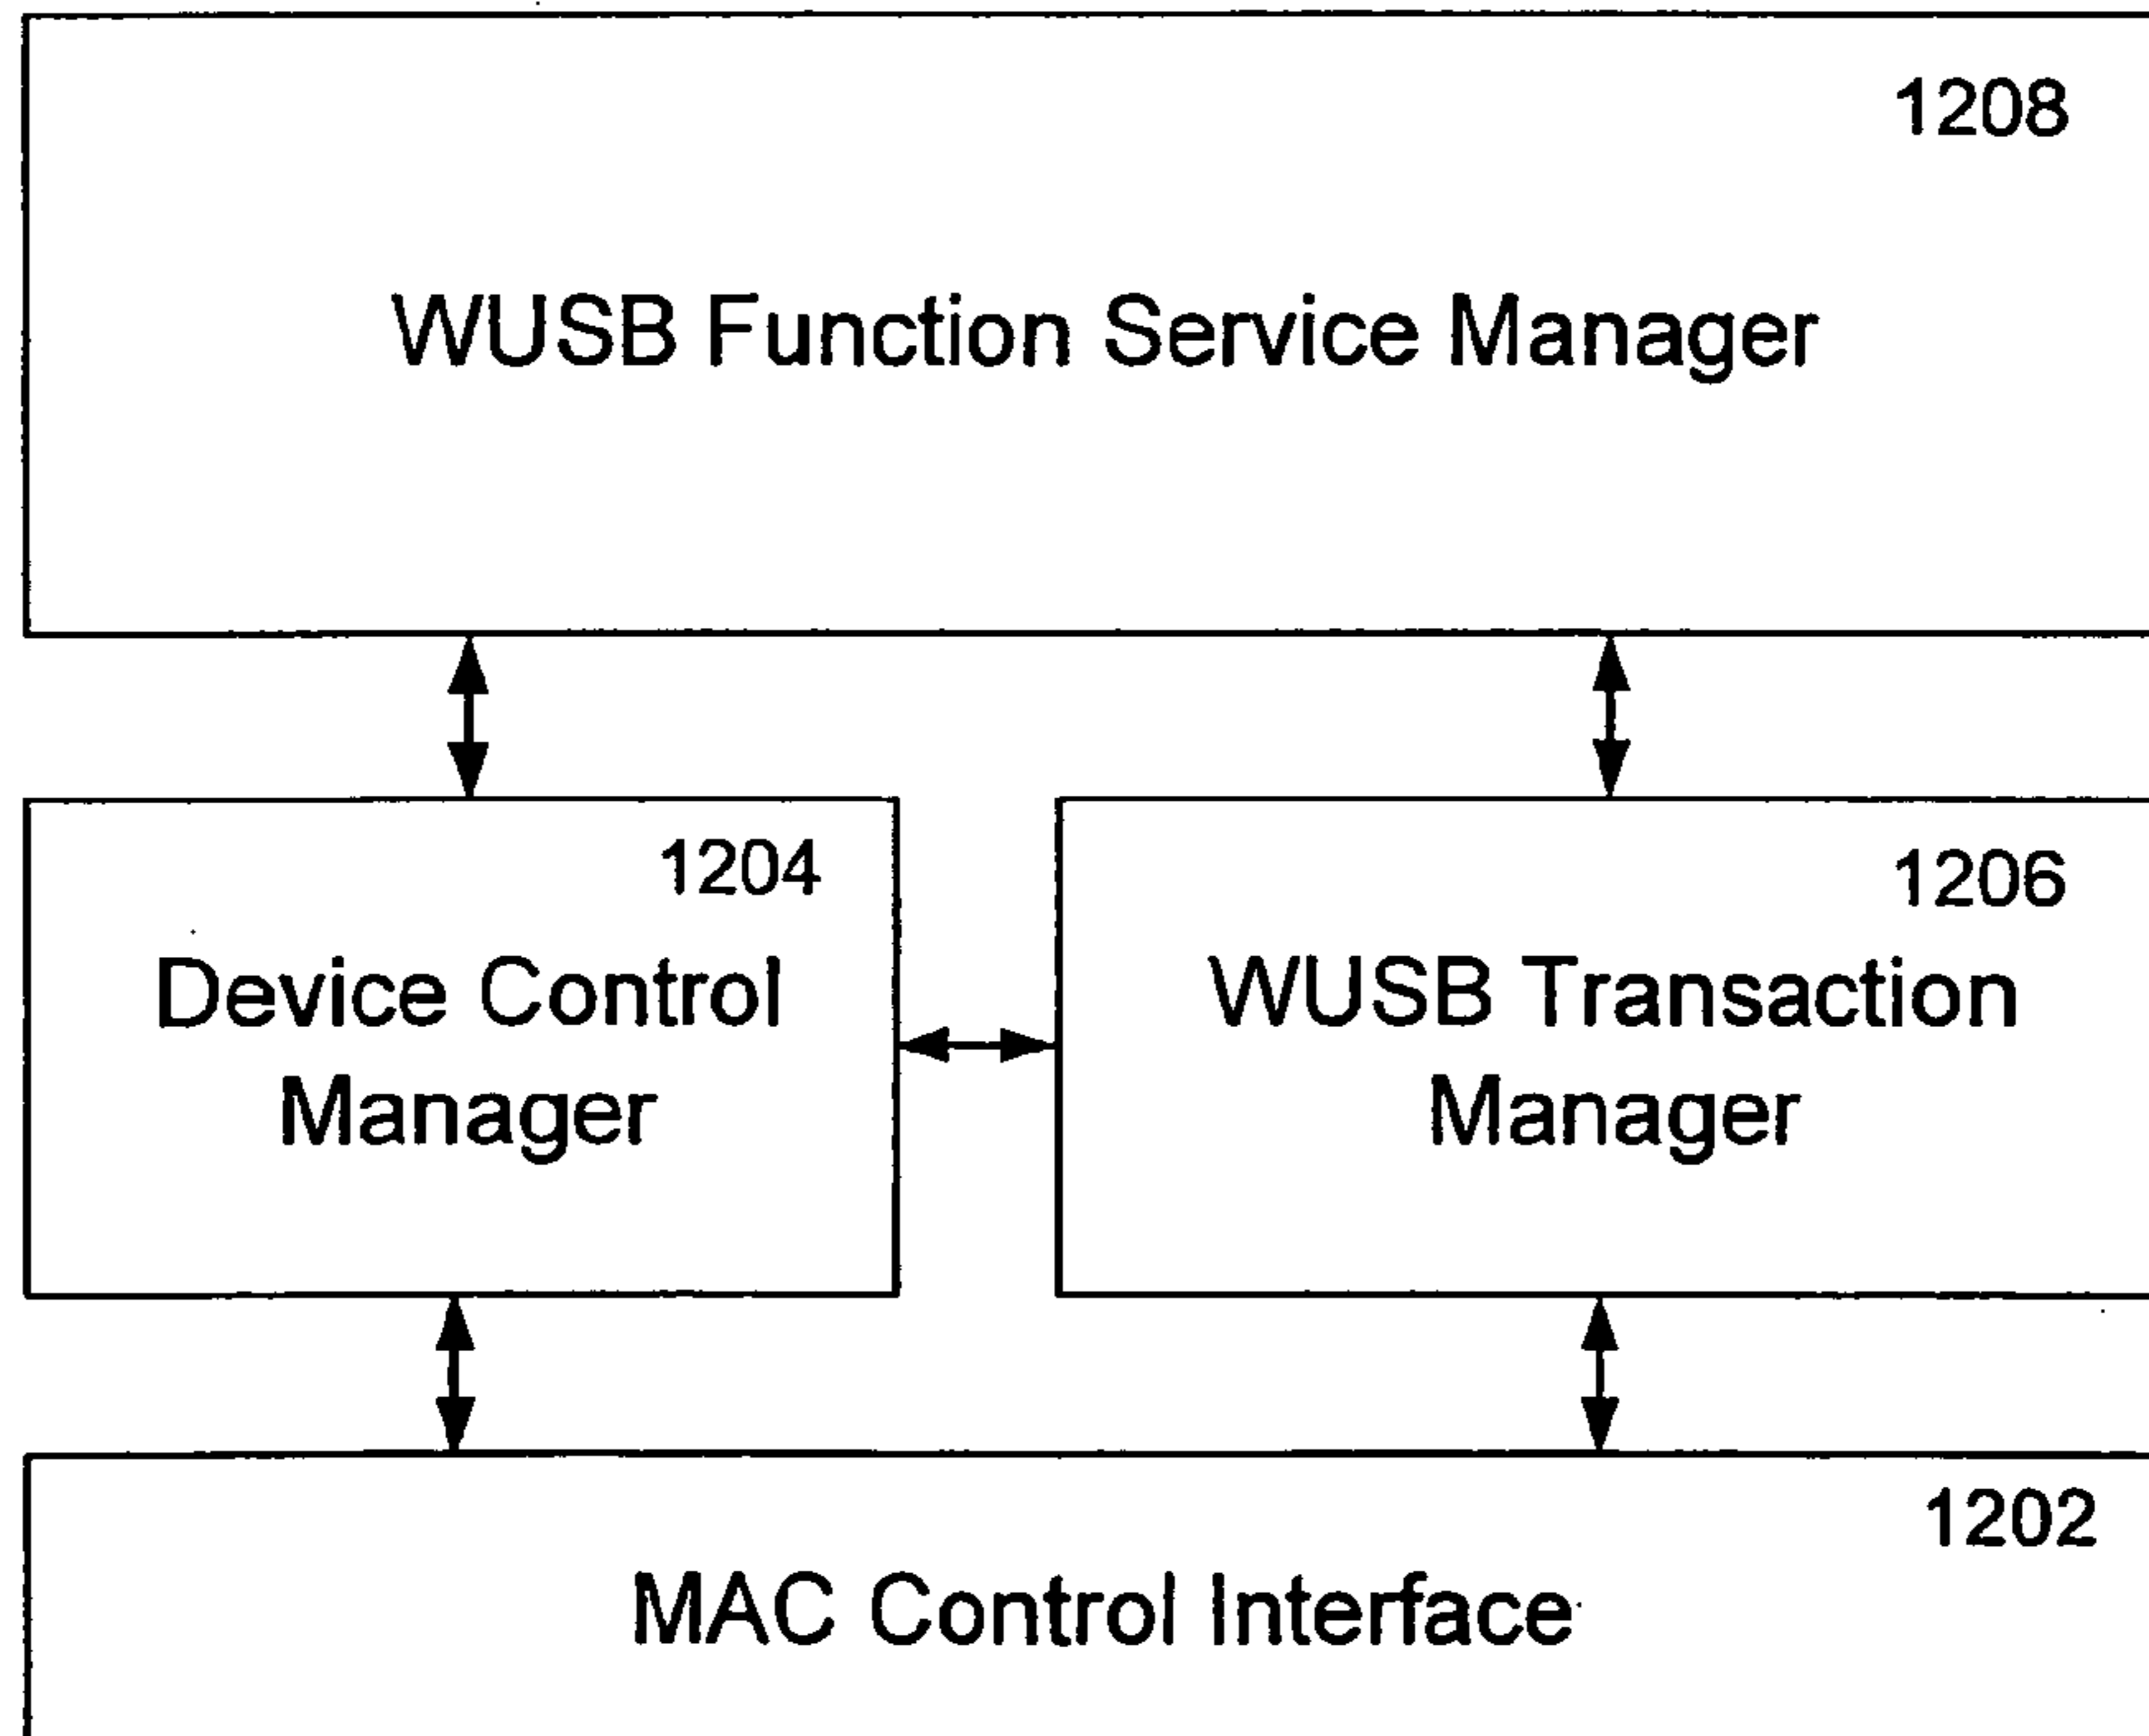 1208
WUSB Function Service Manager
1204
Device Control
Manager
1206
WUSB Transaction
Manager
1202
MAC Control Interface